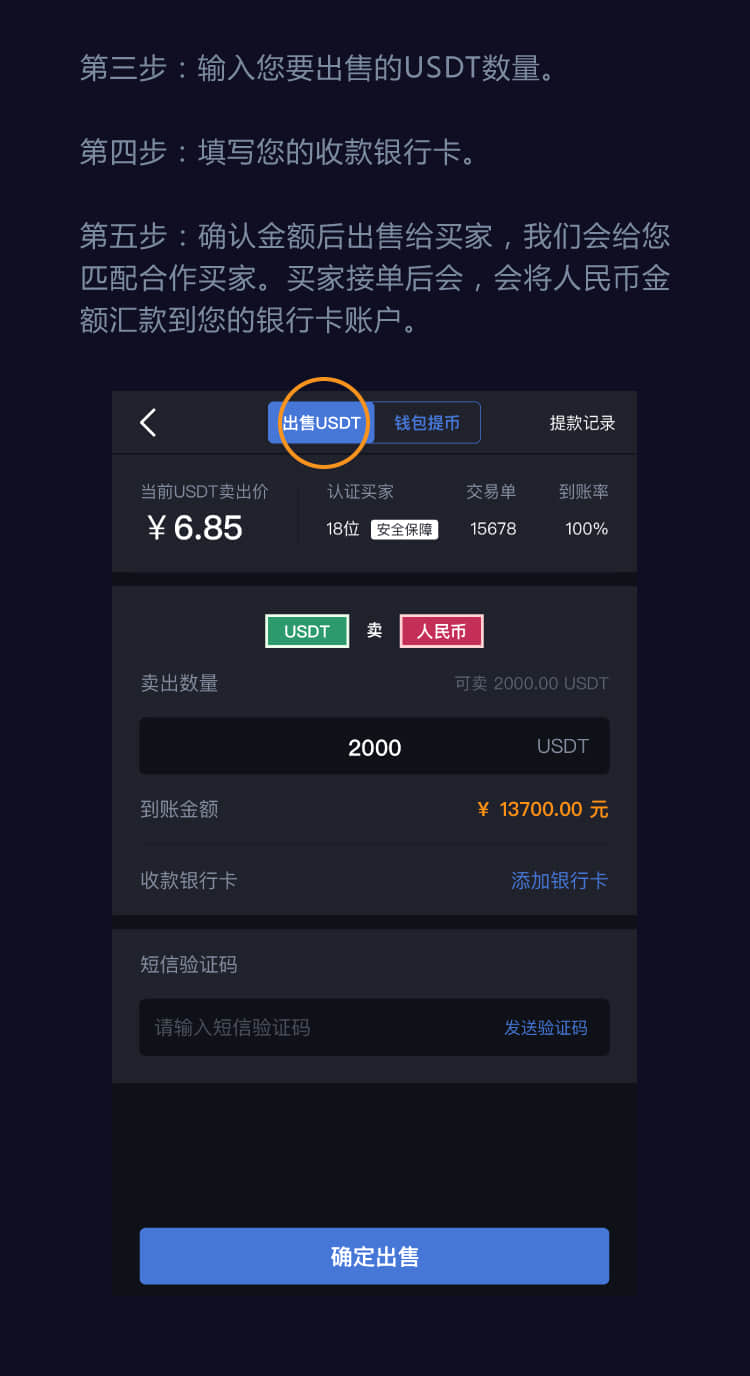 第三步：输入您要出售的USDT数量。
第四步：填写您的收款银行卡。
第五步：确认金额后出售给买家，我们会给您
匹配合作买家。买家接单后会，会将人民币金
额汇款到您的银行卡账户。
出售USDT 钱包提币 提款记录
当前USDT卖出价 认证买家 交易单 到账率
¥6.85 18位 安全保障 15678 100%
USDT 卖 人民币
卖出数量 可卖 2000.00 USDT
2000 USDT
到账金额 ¥ 13700.00 元
收款银行卡 添加银行卡
短信验证码
请输入短信验证码 发送验证码
确定出售